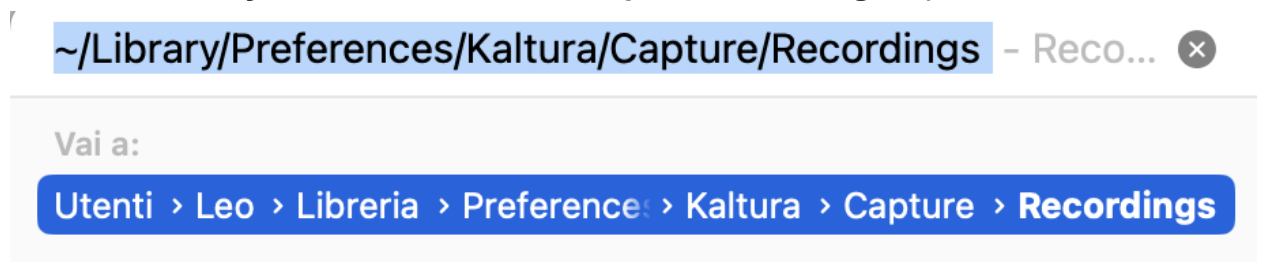 ~/Library/Preferences/Kaltura/Capture/Recordings – Reco...
Vai a:
Utenti › Leo › Libreria › Preferences › Kaltura › Capture › Recordings